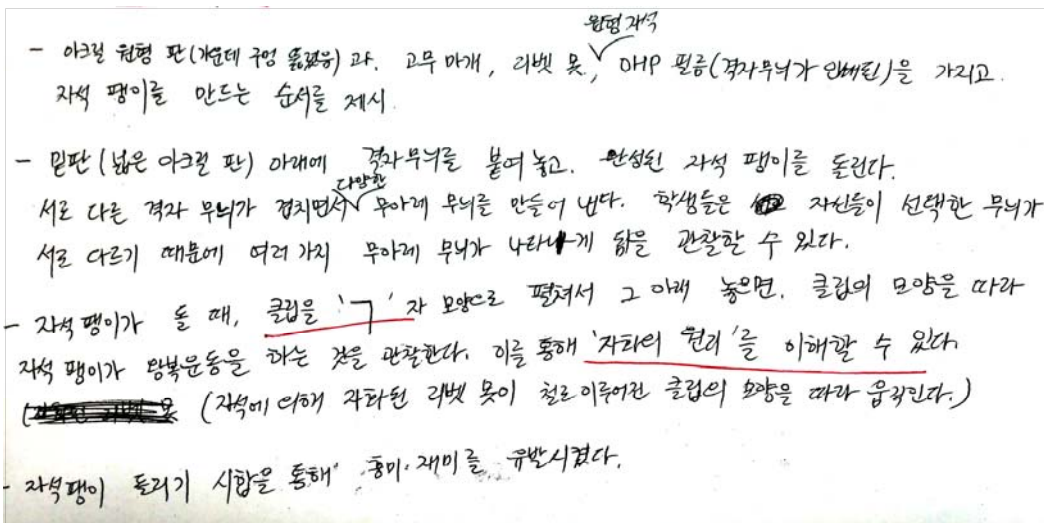 - 아크릴 원형 판(가운데 구멍 뚫렸음)과, 고무 마개, 리벳 못, 원형 자석 OHP 필름(격자무늬가 인쇄된)을 가지고
자석 팽이를 만드는 순서를 제시.
- 밑판(넓은 아크릴 판) 아래에 격자무늬를 붙여 놓고, 완성된 자석 팽이를 돌린다.
서로 다른 격자 무늬가 겹치면서 다양한 무아레 무늬를 만들어 낸다. 학생들은 자신들이 선택한 무늬가
서로 다르기 때문에 여러 가지 무아레 무늬가 나타나게 됨을 관찰할 수 있다.
- 자석 팽이가 돌 때, 클립을 'ㄱ' 자 모양으로 펼쳐서 그 아래 놓으면, 클립의 모양을 따라
자석 팽이가 왕복운동을 하는 것을 관찰한다. 이를 통해 '자화의 원리'를 이해할 수 있다.
(자석에 의해 자화된 리벳 못이 철로 이루어진 클립의 모양을 따라 움직인다.)
- 자석팽이 돌리기 시합을 통해 흥미·재미를 유발시켰다.